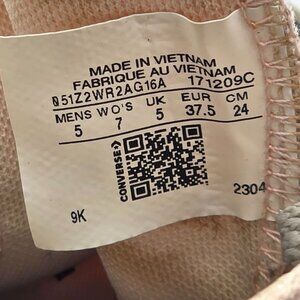 MADE IN VIETNAM
FABRIQUE AU VIETNAM
051Z2WR2AG16A 171209C
MENS WO'S UK EUR CM
5 7 5 37.5 24
CONVERSE
2304
9K